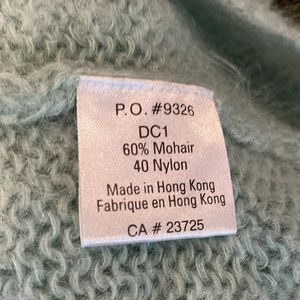 P.O. #9326
DC1
60% Mohair
40 Nylon
Made in Hong Kong
Fabrique en Hong Kong
CA # 23725